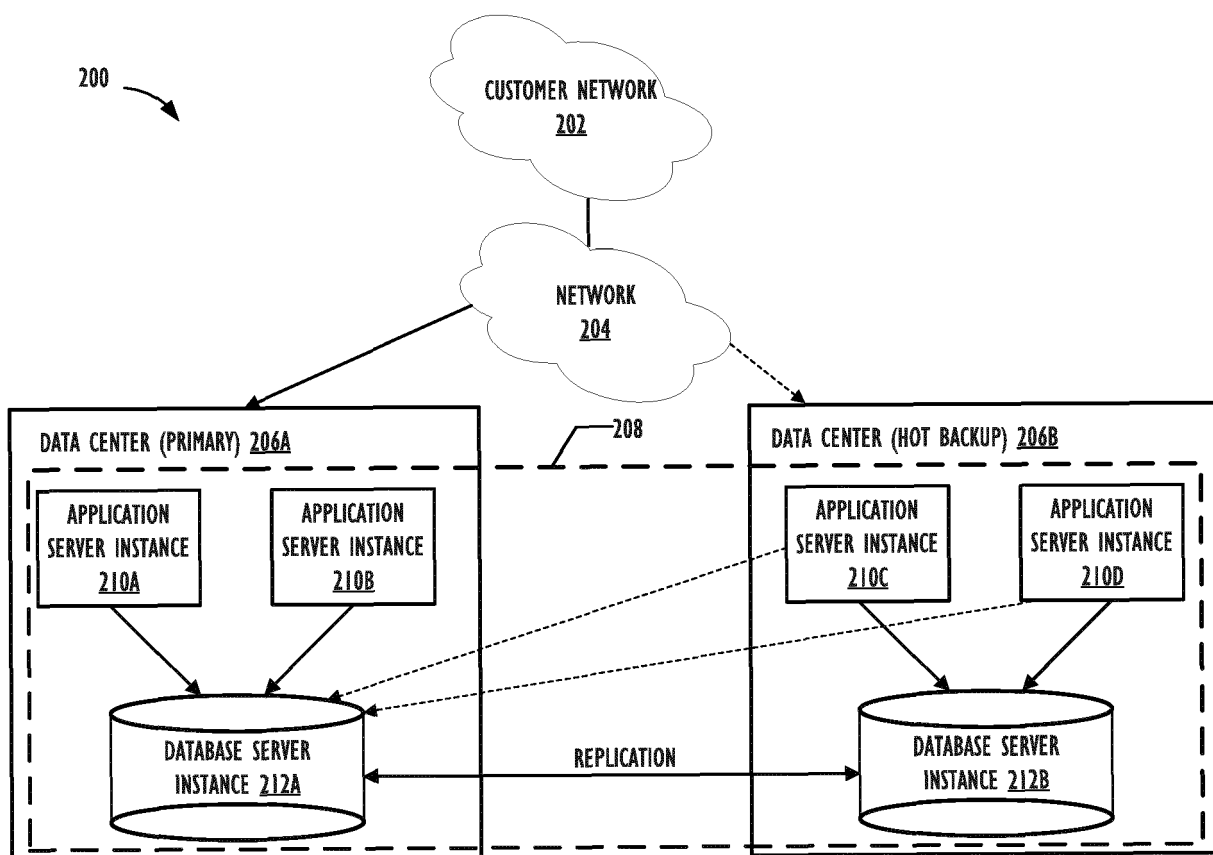 200
CUSTOMER NETWORK
202
NETWORK
204
208
DATA CENTER (PRIMARY) 206A
DATA CENTER (HOT BACKUP) 206B
APPLICATION
SERVER INSTANCE
210A
APPLICATION
SERVER INSTANCE
210B
APPLICATION
SERVER INSTANCE
210C
APPLICATION
SERVER INSTANCE
210D
DATABASE SERVER
INSTANCE 212A
REPLICATION
DATABASE SERVER
INSTANCE 212B